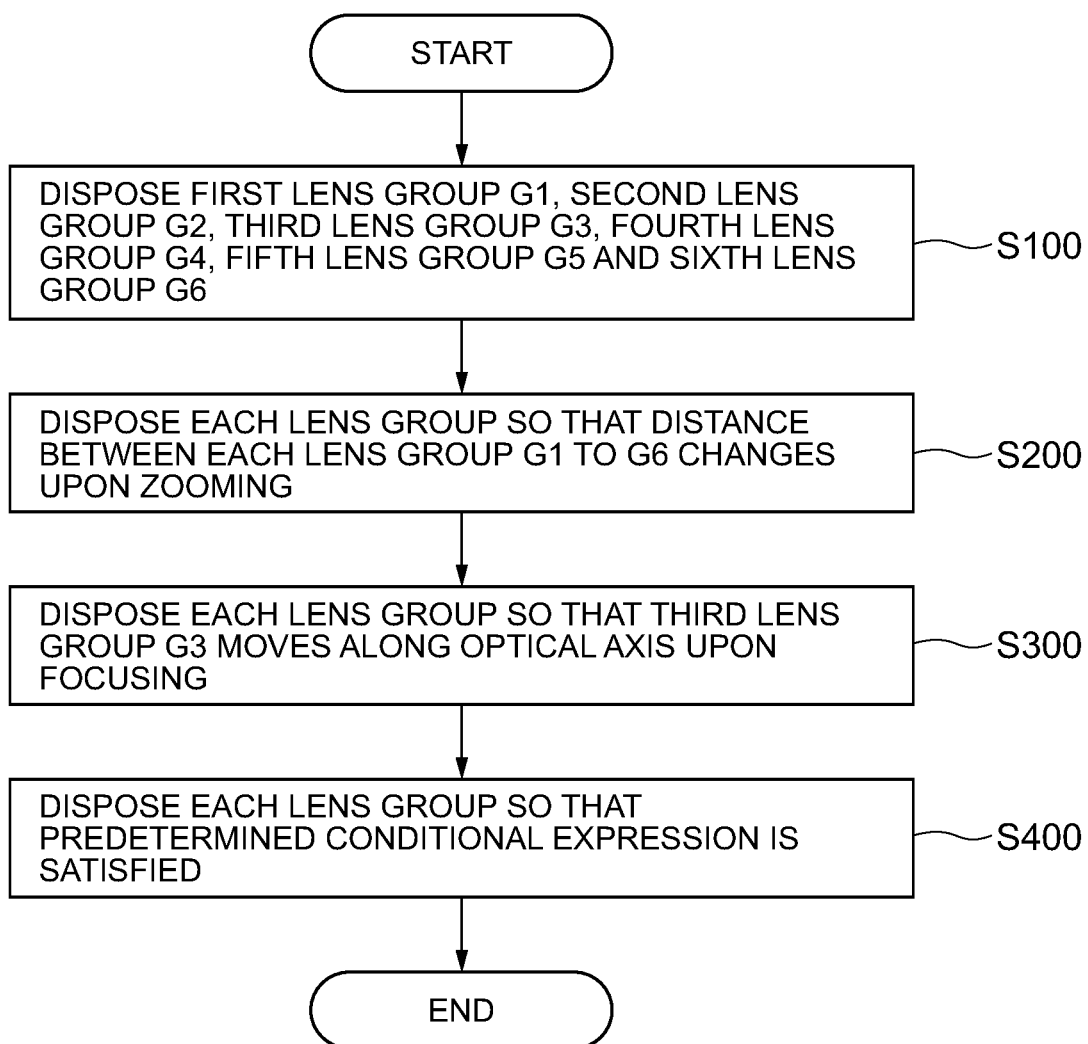 START
DISPOSE FIRST LENS GROUP G1, SECOND LENS
GROUP G2, THIRD LENS GROUP G3, FOURTH LENS
GROUP G4, FIFTH LENS GROUP G5 AND SIXTH LENS
GROUP G6
S100
DISPOSE EACH LENS GROUP SO THAT DISTANCE
BETWEEN EACH LENS GROUP G1 TO G6 CHANGES
UPON ZOOMING
S200
DISPOSE EACH LENS GROUP SO THAT THIRD LENS
GROUP G3 MOVES ALONG OPTICAL AXIS UPON
FOCUSING
S300
DISPOSE EACH LENS GROUP SO THAT
PREDETERMINED CONDITIONAL EXPRESSION IS
SATISFIED
S400
END